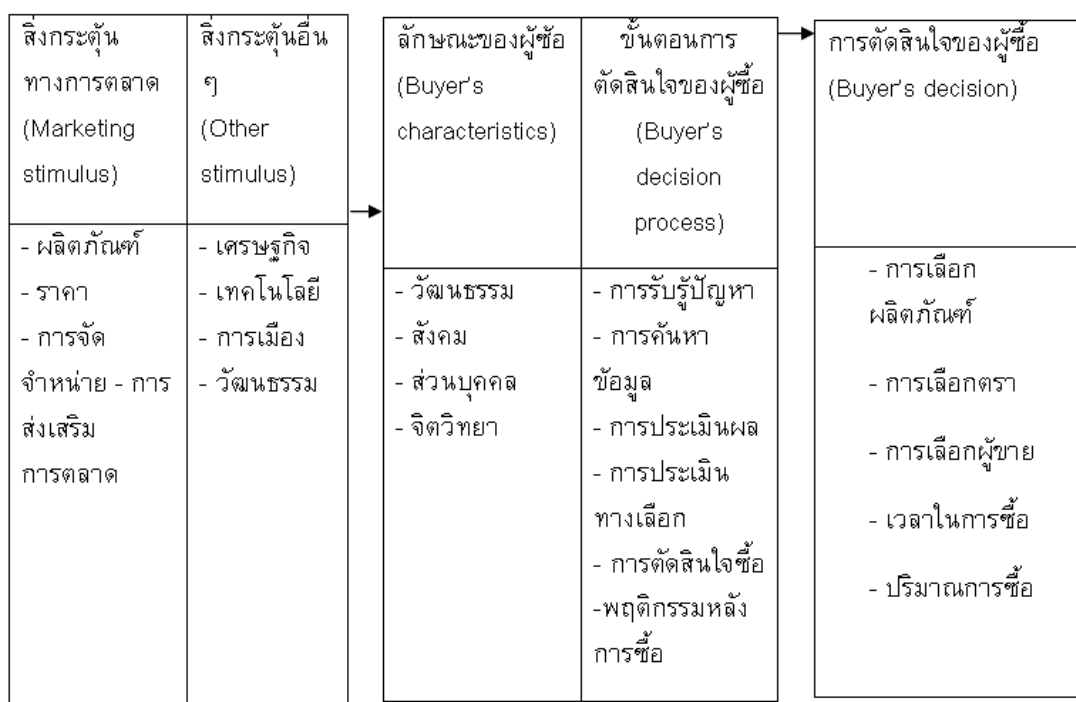 สิ่งกระตุ้น
ทางการตลาด
(Marketing
stimulus)
สิ่งกระตุ้นอื่น
ๆ
(Other
stimulus)
- ผลิตภัณฑ์
- ราคา
- การจัด
จำหน่าย - การ
ส่งเสริม
การตลาด
- เศรษฐกิจ
- เทคโนโลยี
- การเมือง
- วัฒนธรรม
ลักษณะของผู้ซื้อ
(Buyer's
characteristics)
ขั้นตอนการ
ตัดสินใจของผู้ซื้อ
(Buyer's
decision
process)
- วัฒนธรรม
- สังคม
- ส่วนบุคคล
- จิตวิทยา
- การรับรู้ปัญหา
- การค้นหา
ข้อมูล
- การประเมินผล
- การประเมิน
ทางเลือก
- การตัดสินใจซื้อ
-พฤติกรรมหลัง
การซื้อ
การตัดสินใจของผู้ซื้อ
(Buyer's decision)
- การเลือก
ผลิตภัณฑ์
- การเลือกตรา
- การเลือกผู้ขาย
- เวลาในการซื้อ
- ปริมาณการซื้อ